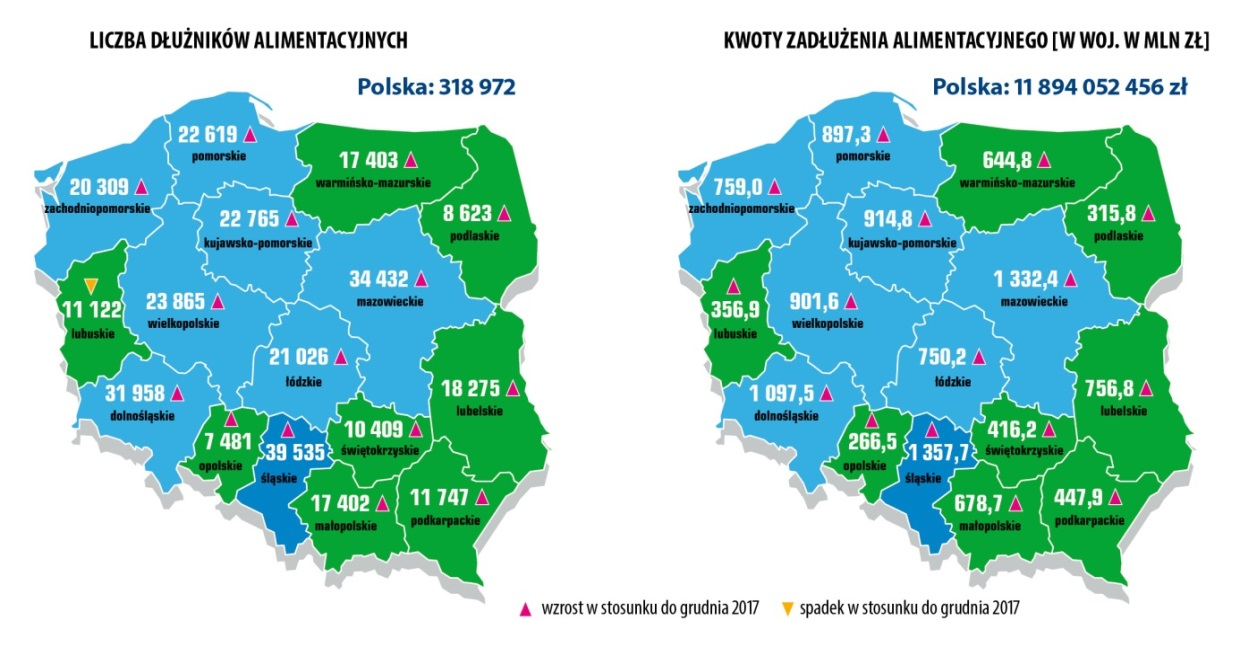 LICZBA DŁUŻNIKÓW ALIMENTACYJNYCH
Polska: 318 972
22 619
pomorskie
17 403
warmińsko-mazurskie
20 309
zachodniopomorskie
22 765
kujawsko-pomorskie
8 623
podlaskie
34 432
mazowieckie
11 122
lubuskie
23 865
wielkopolskie
21 026
łódzkie
31 958
dolnośląskie
18 275
lubelskie
7 481
opolskie
39 535
śląskie
10 409
świętokrzyskie
17 402
małopolskie
11 747
podkarpackie
KWOTY ZADŁUŻENIA ALIMENTACYJNEGO [W WOJ. W MLN ZŁ]
Polska: 11 894 052 456 zł
897,3
pomorskie
644,8
warmińsko-mazurskie
759,0
zachodniopomorskie
914,8
kujawsko-pomorskie
315,8
podlaskie
1 332,4
mazowieckie
356,9
lubuskie
901,6
wielkopolskie
750,2
łódzkie
1 097,5
dolnośląskie
756,8
lubelskie
266,5
opolskie
1 357,7
śląskie
416,2
świętokrzyskie
678,7
małopolskie
447,9
podkarpackie
wzrost w stosunku do grudnia 2017
spadek w stosunku do grudnia 2017